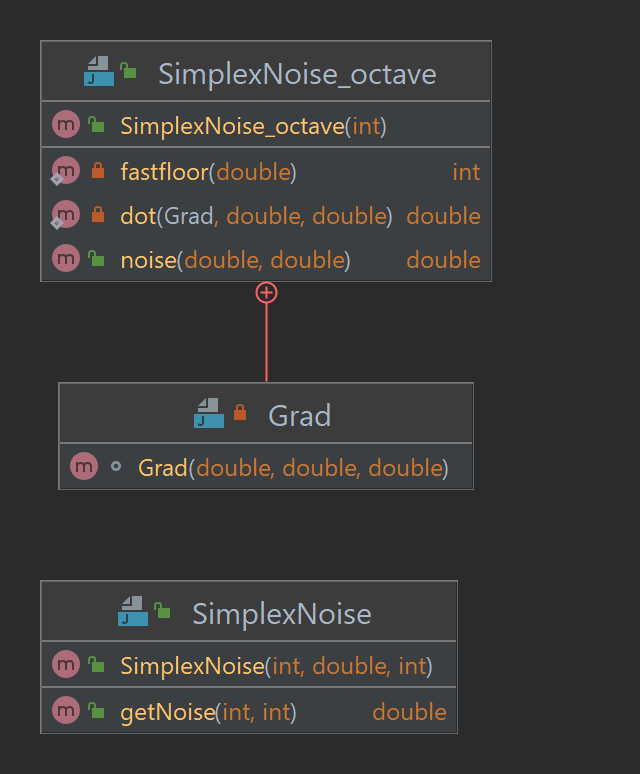 SimplexNoise_octave
SimplexNoise_octave(int)
fastfloor(double) int
dot(Grad, double, double) double
noise(double, double) double
Grad
Grad(double, double, double)
SimplexNoise
SimplexNoise(int, double, int)
getNoise(int, int) double